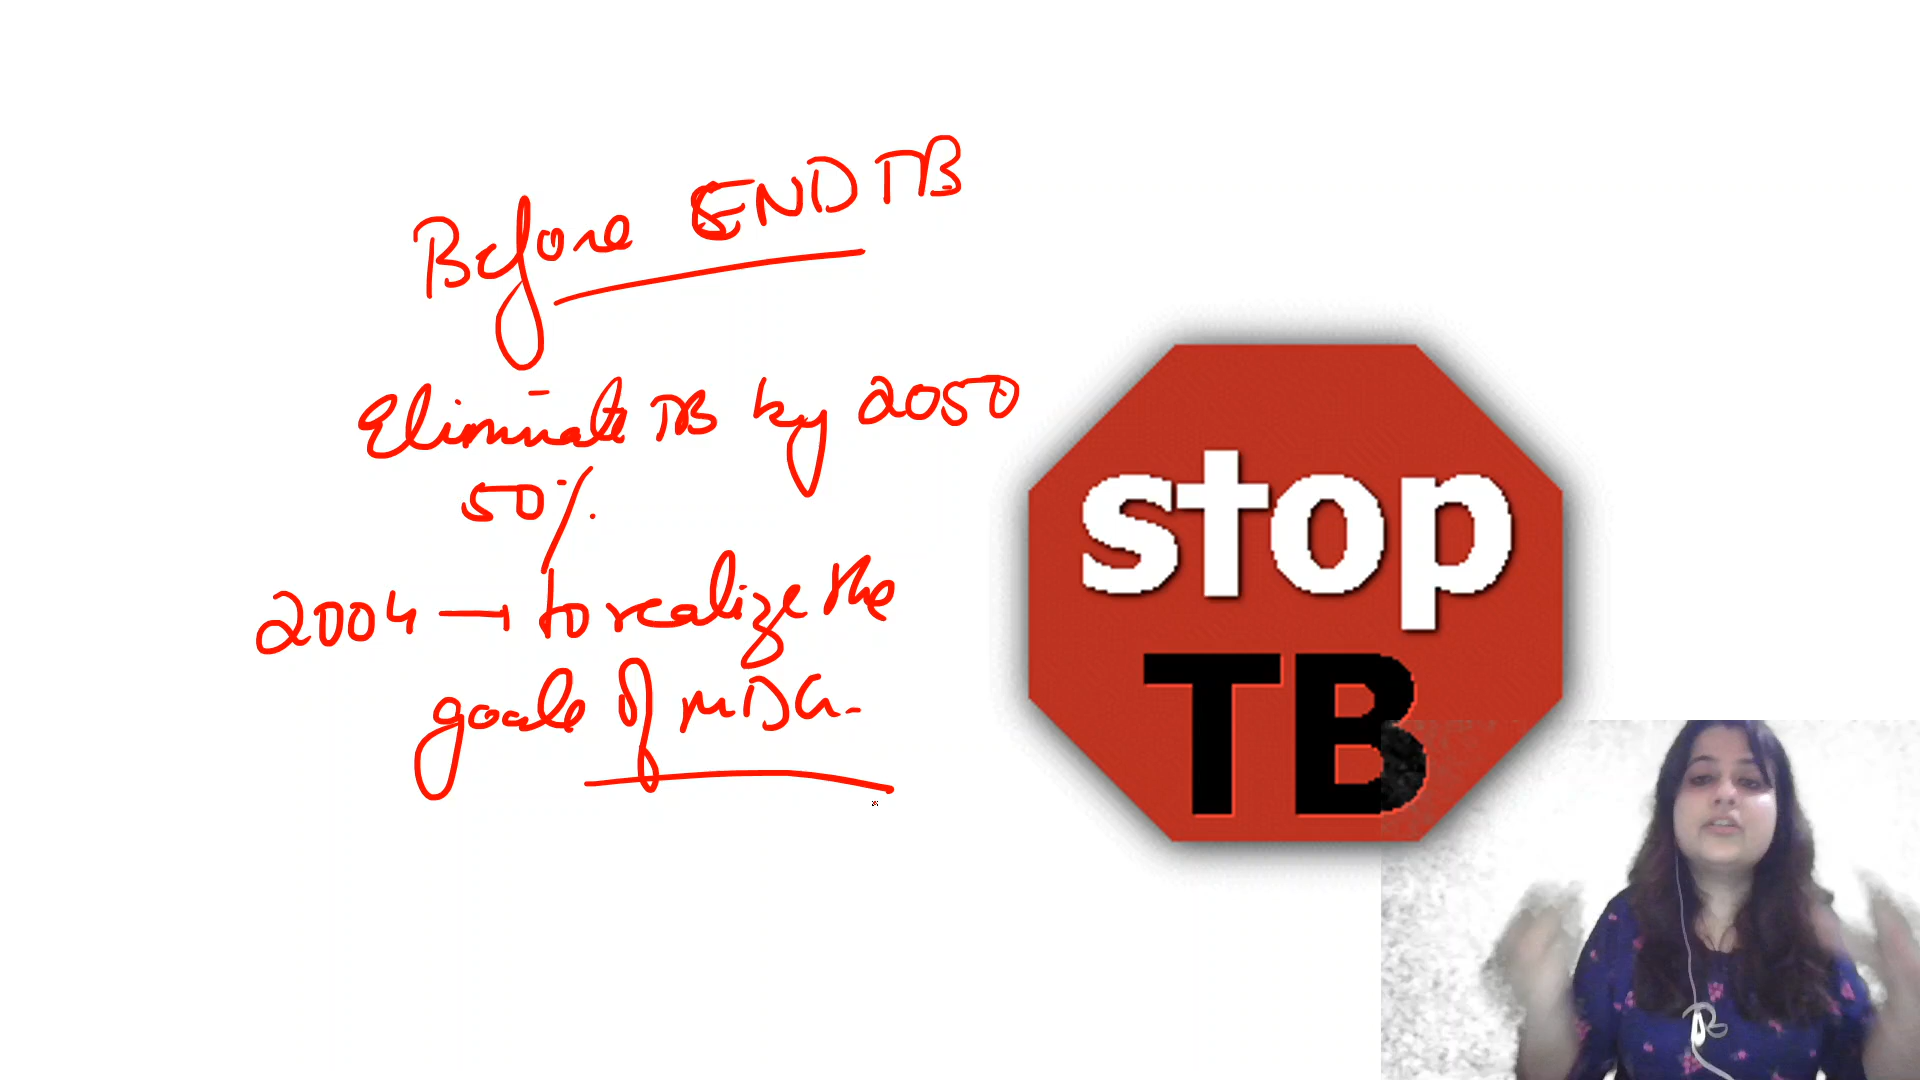 Before END TB
Eliminate TB by 2050
50%
2004 → to realize the
goals of MDG.
stop
TB